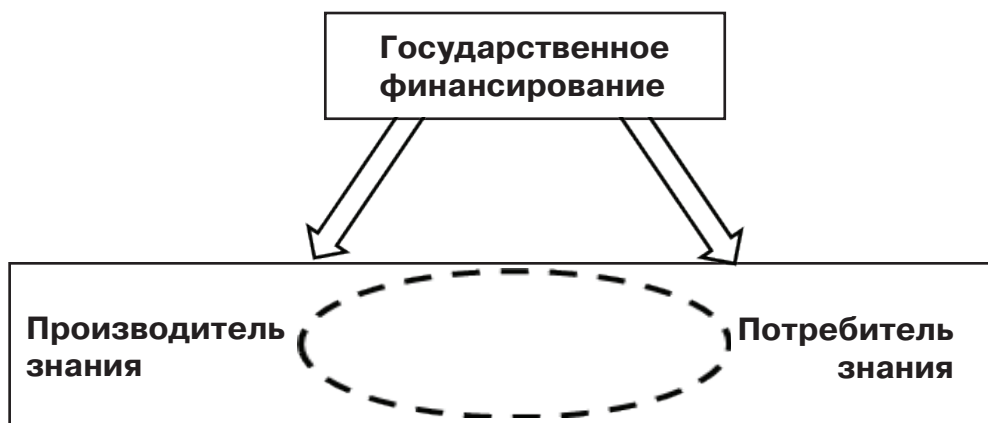 Государственное
финансирование
Производитель
знания
Потребитель
знания